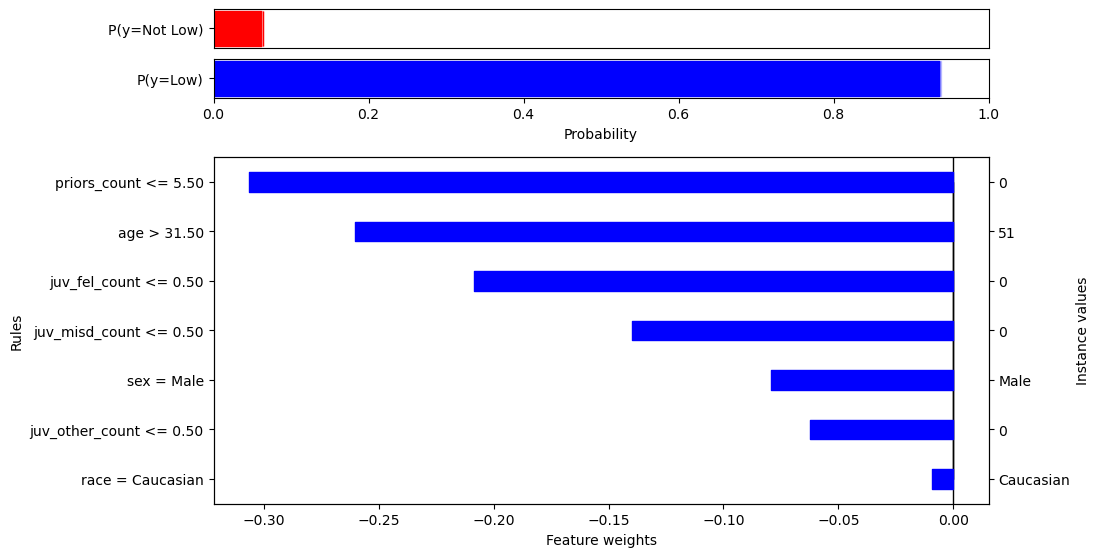 P(y=Not Low)
P(y=Low)
0.0 0.2 0.4 0.6 0.8 1.0
Probability
priors_count <= 5.50 0
age > 31.50 51
juv_fel_count <= 0.50 0
juv_misd_count <= 0.50 0
sex = Male Male
juv_other_count <= 0.50 0
race = Caucasian Caucasian
Rules
Instance values
−0.30 −0.25 −0.20 −0.15 −0.10 −0.05 0.00
Feature weights